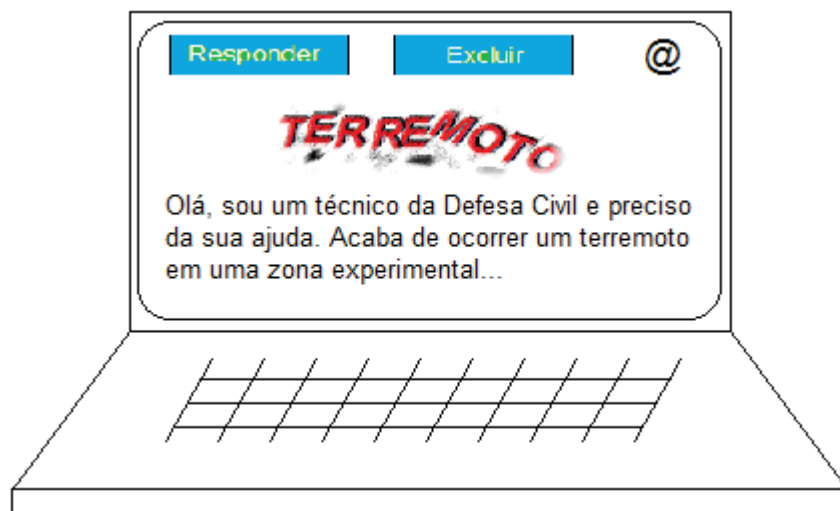 Responder Excluir @
TERREMOTO
Olá, sou um técnico da Defesa Civil e preciso
da sua ajuda. Acaba de ocorrer um terremoto
em uma zona experimental...